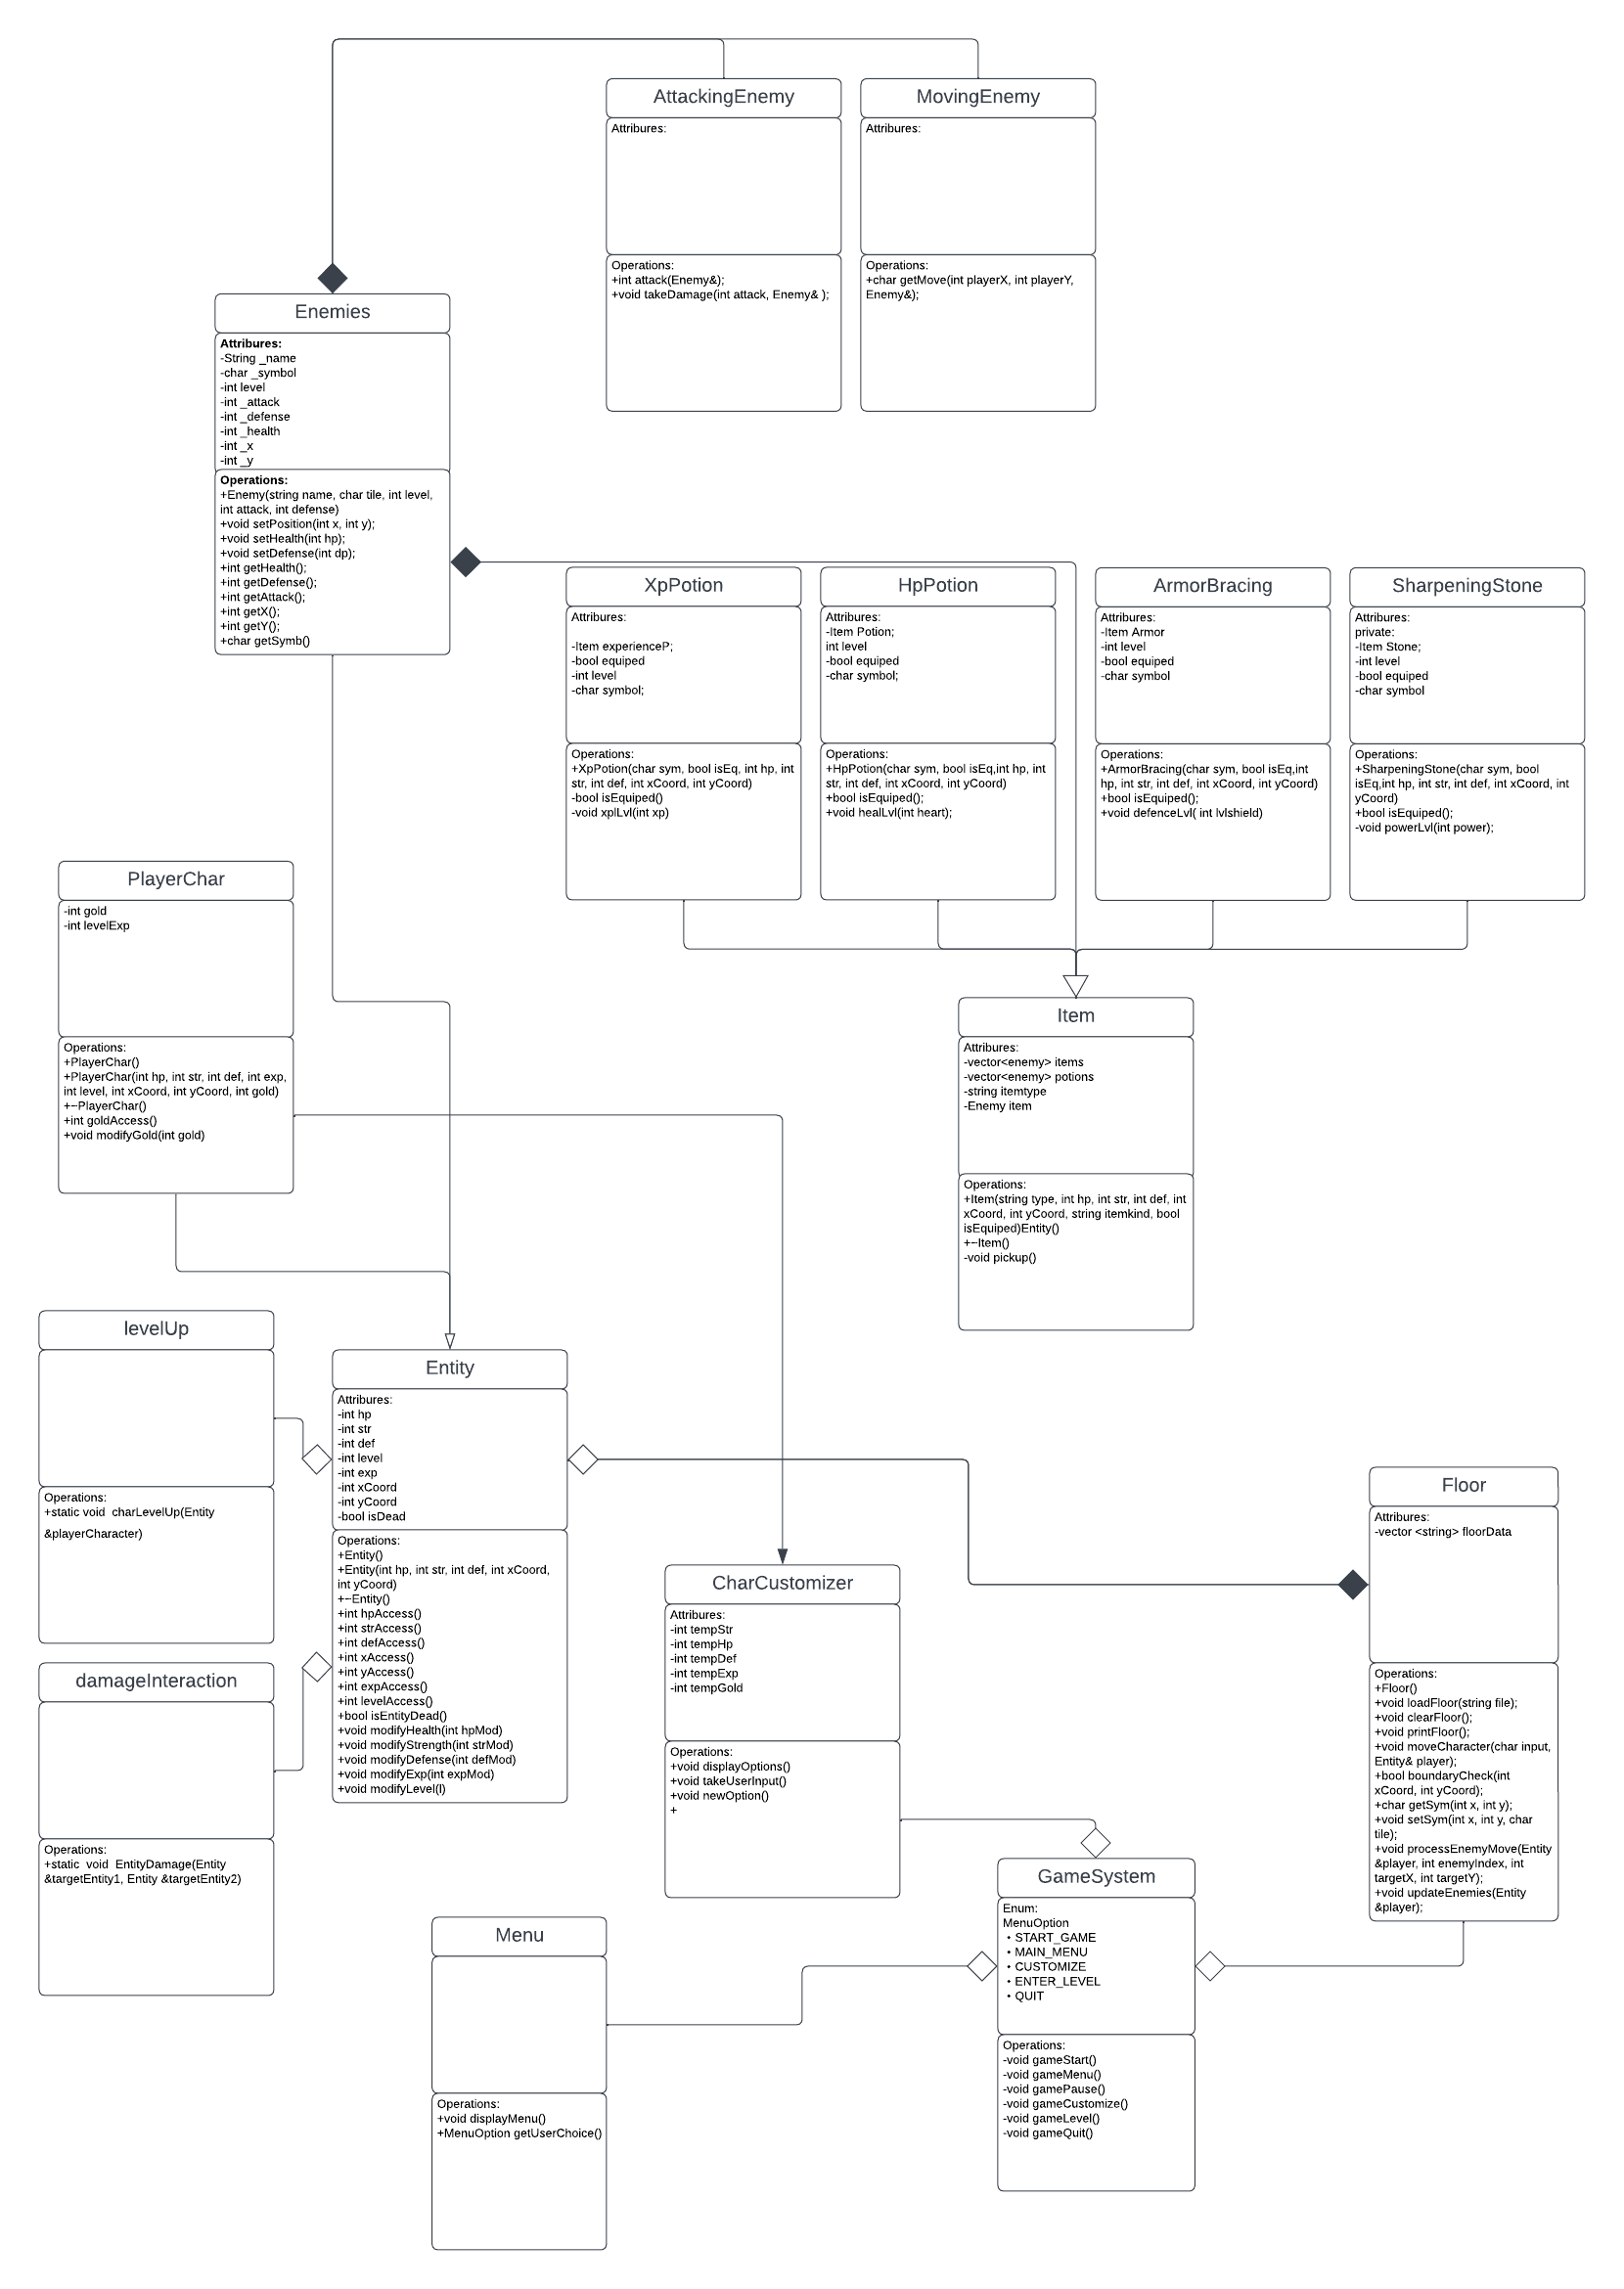 AttackingEnemy
Attribures:
Operations:
+int attack(Enemy&);
+void takeDamage(int attack, Enemy& );
MovingEnemy
Attribures:
Operations:
+char getMove(int playerX, int playerY,
Enemy&);
Enemies
Attribures:
-String _name
-char _symbol
-int level
-int _attack
-int _defense
-int _health
-int _x
-int _y
Operations:
+Enemy(string name, char tile, int level,
int attack, int defense)
+void setPosition(int x, int y);
+void setHealth(int hp);
+void setDefense(int dp);
+int getHealth();
+int getDefense();
+int getAttack();
+int getX();
+int getY();
+char getSymb()
XpPotion
Attribures:
-Item experienceP;
-bool equiped
-int level
-char symbol;
Operations:
+XpPotion(char sym, bool isEq, int hp, int
str, int def, int xCoord, int yCoord)
-bool isEquiped()
-void xplLvl(int xp)
HpPotion
Attribures:
-Item Potion;
int level
-bool equiped
-char symbol;
Operations:
+HpPotion(char sym, bool isEq,int hp, int
str, int def, int xCoord, int yCoord)
+bool isEquiped();
+void healLvl(int heart);
ArmorBracing
Attribures:
-Item Armor
-int level
-bool equiped
-char symbol
Operations:
+ArmorBracing(char sym, bool isEq,int
hp, int str, int def, int xCoord, int yCoord)
+bool isEquiped();
+void defenceLvl( int lvlshield)
SharpeningStone
Attribures:
private:
-Item Stone;
-int level
-bool equiped
-char symbol
Operations:
+SharpeningStone(char sym, bool
isEq,int hp, int str, int def, int xCoord, int
yCoord)
+bool isEquiped();
-void powerLvl(int power);
PlayerChar
-int gold
-int levelExp
Operations:
+PlayerChar()
+PlayerChar(int hp, int str, int def, int exp,
int level, int xCoord, int yCoord, int gold)
+~PlayerChar()
+int goldAccess()
+void modifyGold(int gold)
Item
Attribures:
-vector<enemy> items
-vector<enemy> potions
-string itemtype
-Enemy item
Operations:
+Item(string type, int hp, int str, int def, int
xCoord, int yCoord, string itemkind, bool
isEquiped)Entity()
+~Item()
-void pickup()
levelUp
Operations:
+static void charLevelUp(Entity
&playerCharacter)
Entity
Attribures:
-int hp
-int str
-int def
-int level
-int exp
-int xCoord
-int yCoord
-bool isDead
Operations:
+Entity()
+Entity(int hp, int str, int def, int xCoord,
int yCoord)
+~Entity()
+int hpAccess()
+int strAccess()
+int defAccess()
+int xAccess()
+int yAccess()
+int expAccess()
+int levelAccess()
+bool isEntityDead()
+void modifyHealth(int hpMod)
+void modifyStrength(int strMod)
+void modifyDefense(int defMod)
+void modifyExp(int expMod)
+void modifyLevel(l)
Floor
Attribures:
-vector <string> floorData
Operations:
+Floor()
+void loadFloor(string file);
+void clearFloor();
+void printFloor();
+void moveCharacter(char input,
Entity& player);
+bool boundaryCheck(int
xCoord, int yCoord);
+char getSym(int x, int y);
+void setSym(int x, int y, char
tile);
+void processEnemyMove(Entity
&player, int enemyIndex, int
targetX, int targetY);
+void updateEnemies(Entity
&player);
CharCustomizer
Attribures:
-int tempStr
-int tempHp
-int tempDef
-int tempExp
-int tempGold
Operations:
+void displayOptions()
+void takeUserInput()
+void newOption()
+
damageInteraction
Operations:
+static void EntityDamage(Entity
&targetEntity1, Entity &targetEntity2)
GameSystem
Enum:
MenuOption
• START_GAME
• MAIN_MENU
• CUSTOMIZE
• ENTER_LEVEL
• QUIT
Operations:
-void gameStart()
-void gameMenu()
-void gamePause()
-void gameCustomize()
-void gameLevel()
-void gameQuit()
Menu
Operations:
+void displayMenu()
+MenuOption getUserChoice()